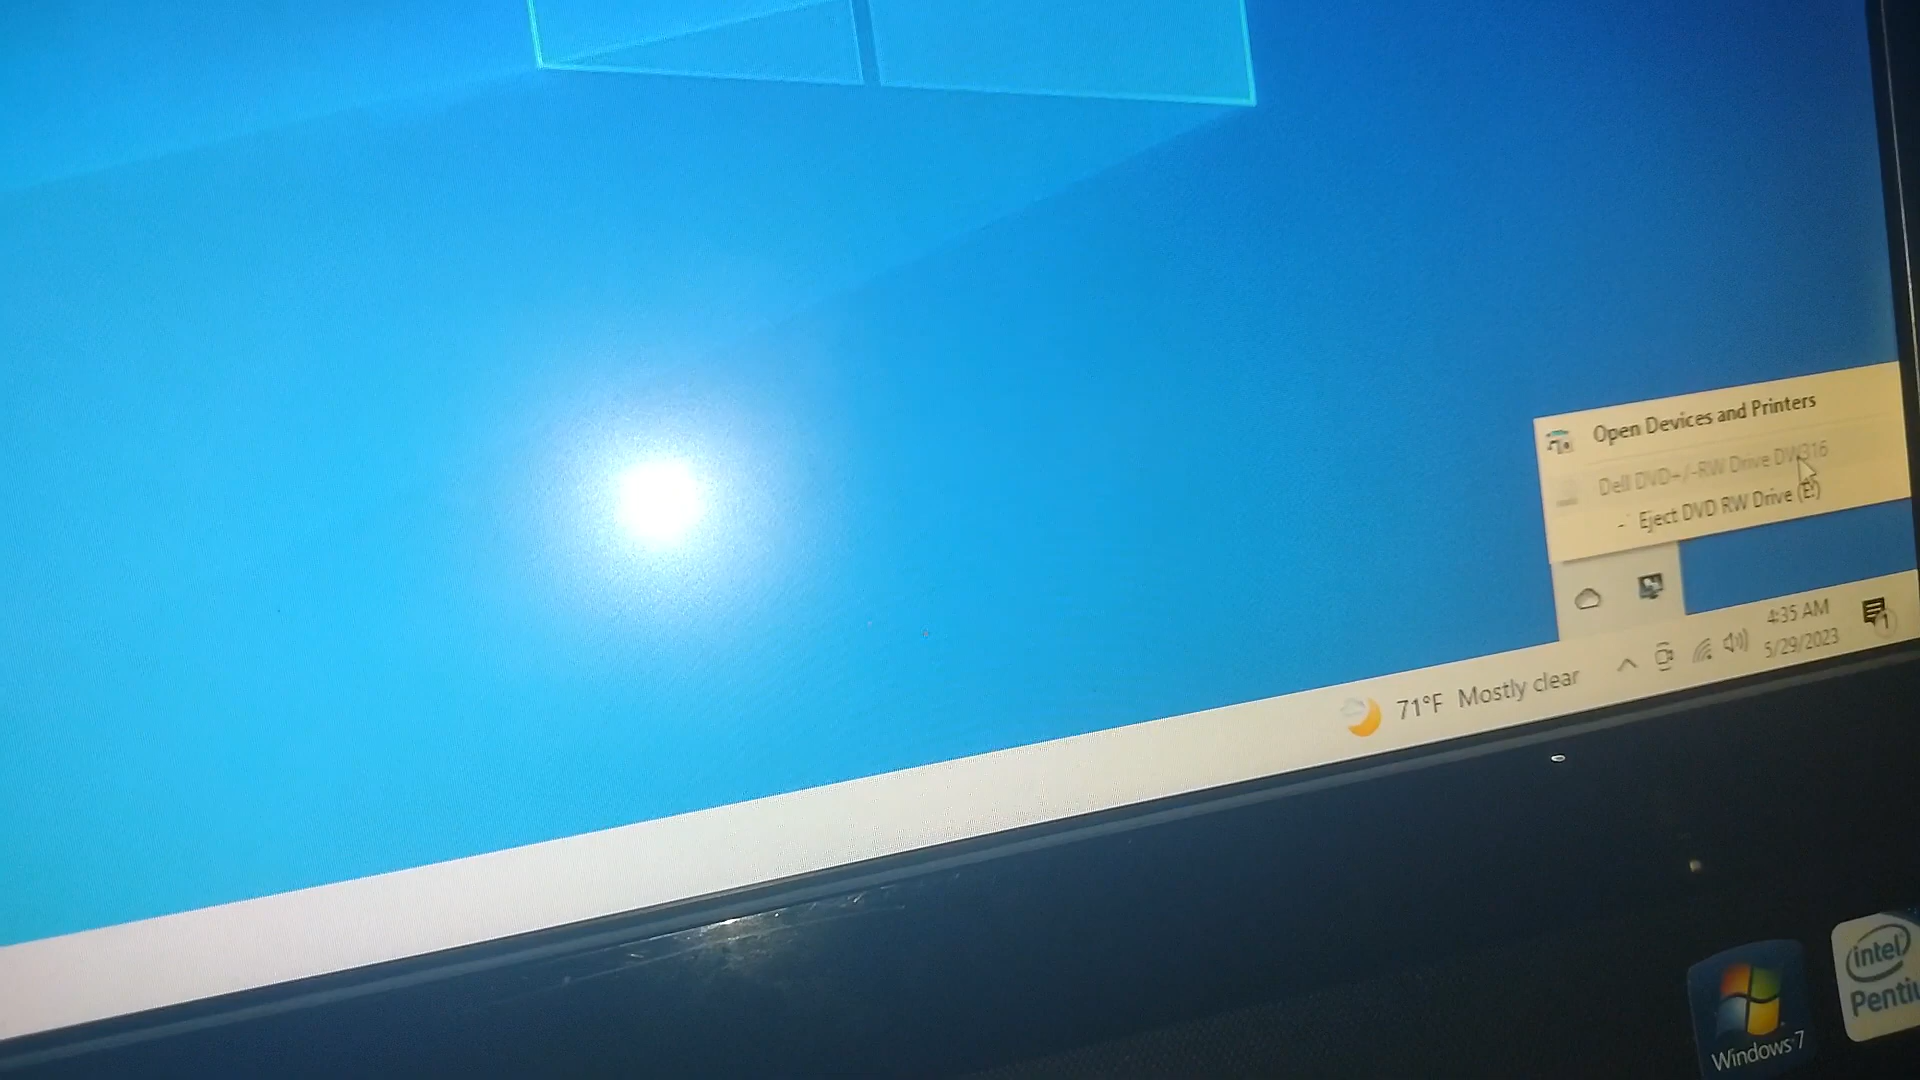 Open Devices and Printers
Dell DVD+/-RW Drive DW316
- Eject DVD RW Drive (E:)
71°F Mostly clear
4:35 AM
5/29/2023
1
Windows 7
intel